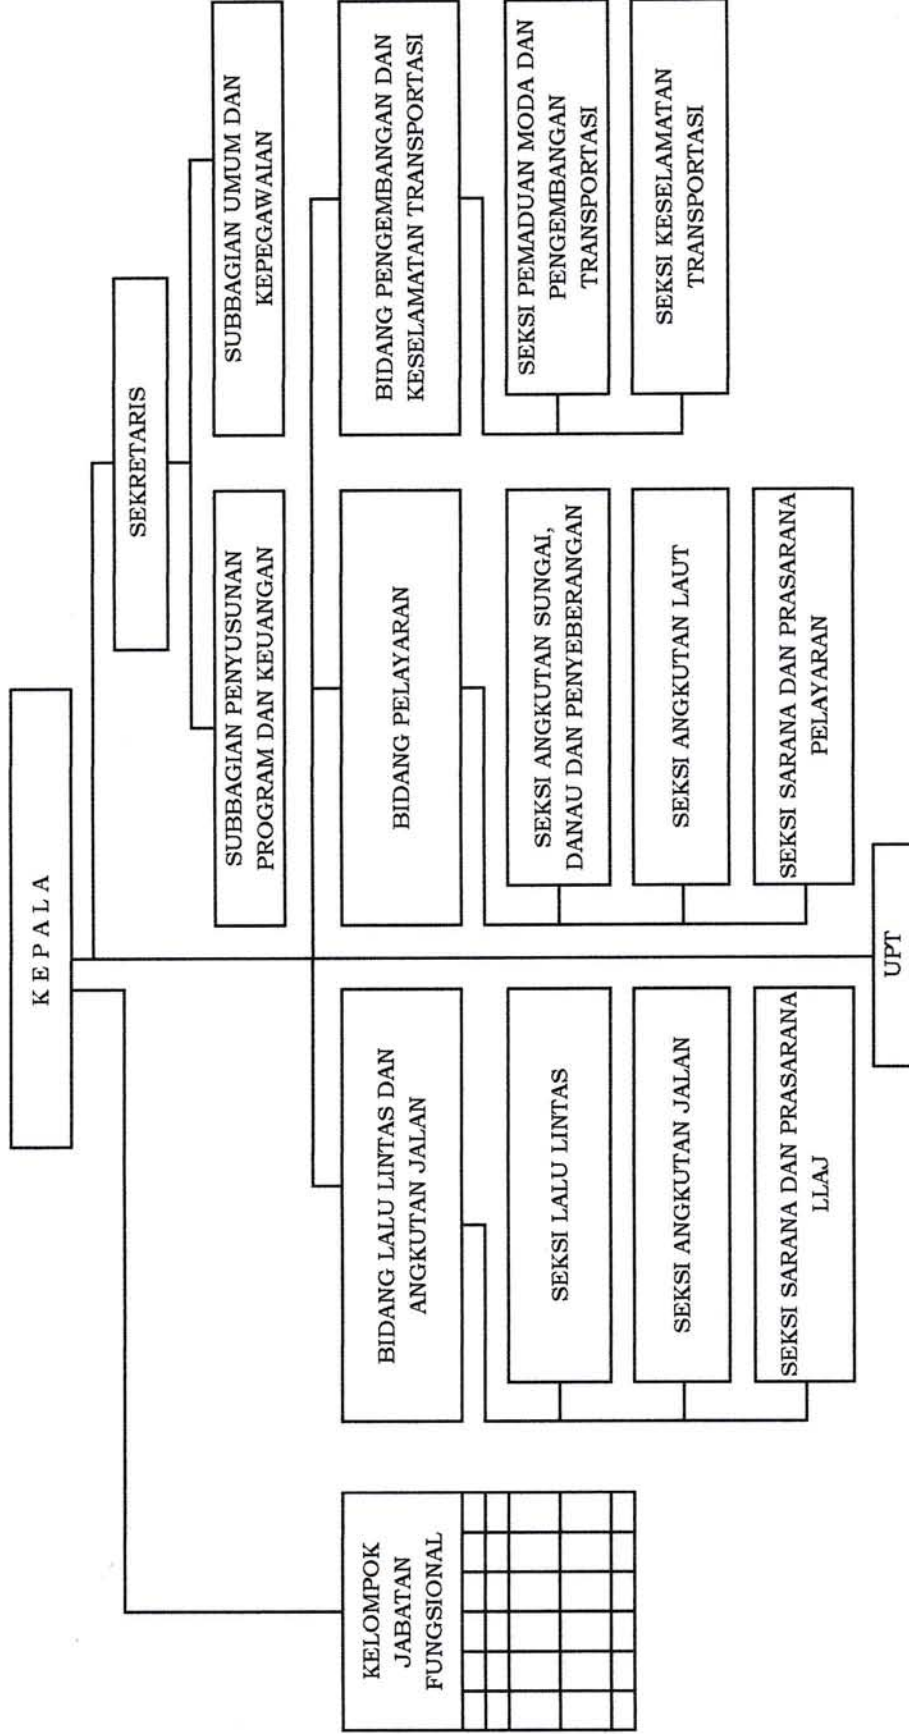 K E P A L A
SEKRETARIS
SUBBAGIAN PENYUSUNAN
PROGRAM DAN KEUANGAN
SUBBAGIAN UMUM DAN
KEPEGAWAIAN
KELOMPOK
JABATAN
FUNGSIONAL
BIDANG LALU LINTAS DAN
ANGKUTAN JALAN
SEKSI LALU LINTAS
SEKSI ANGKUTAN JALAN
SEKSI SARANA DAN PRASARANA
LLAJ
BIDANG PELAYARAN
SEKSI ANGKUTAN SUNGAI,
DANAU DAN PENYEBERANGAN
SEKSI ANGKUTAN LAUT
SEKSI SARANA DAN PRASARANA
PELAYARAN
BIDANG PENGEMBANGAN DAN
KESELAMATAN TRANSPORTASI
SEKSI PEMADUAN MODA DAN
PENGEMBANGAN
TRANSPORTASI
SEKSI KESELAMATAN
TRANSPORTASI
UPT